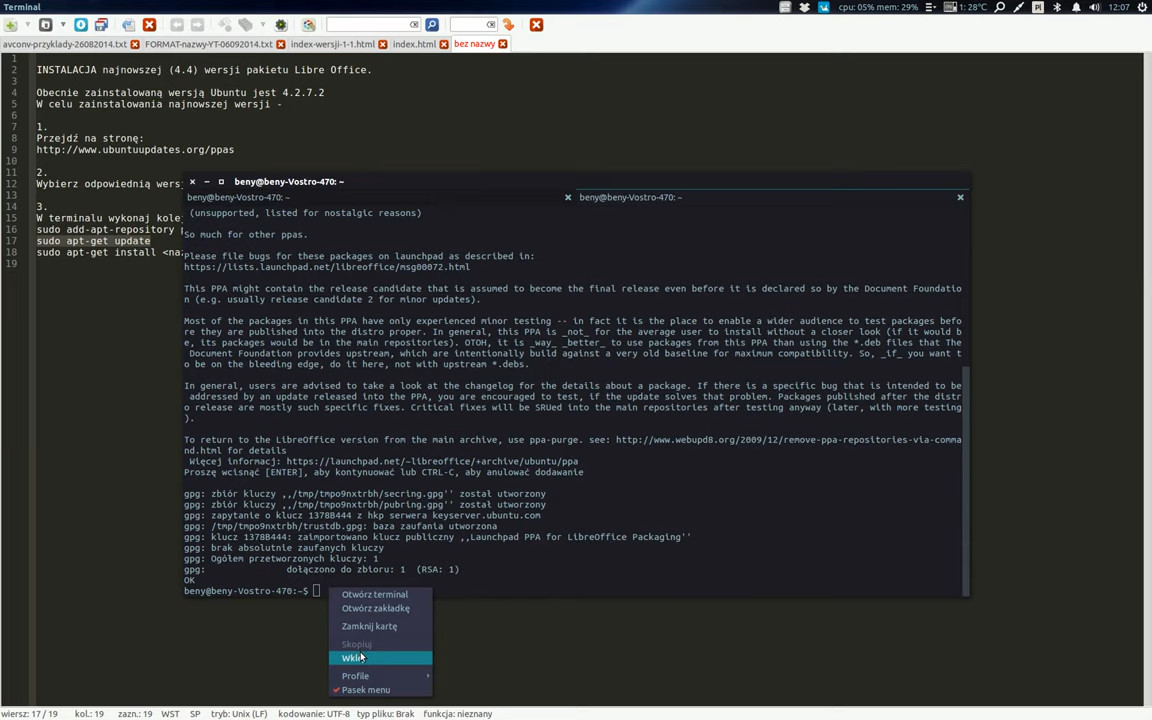 Terminal
cpu: 05% mem: 29%
1: 28°C
Pl
12:07
avconv-przyklady-26082014.txt
FORMAT-nazwy-YT-06092014.txt
index-wersji-1-1.html
index.html
bez nazwy
1
2 INSTALACJA najnowszej (4.4) wersji pakietu Libre Office.
3
4 Obecnie zainstalowaną wersją Ubuntu jest 4.2.7.2
5 W celu zainstalowania najnowszej wersji -
6
7 1.
8 Przejdź na stronę:
9 http://www.ubuntuupdates.org/ppas
10
11 2.
12 Wybierz odpowiednią wers
13
14 3.
15 W terminalu wykonaj kolej
16 sudo add-apt-repository p
17 sudo apt-get update
18 sudo apt-get install <na
19
beny@beny-Vostro-470: ~
beny@beny-Vostro-470: ~
beny@beny-Vostro-470: ~
(unsupported, listed for nostalgic reasons)
So much for other ppas.
Please file bugs for these packages on launchpad as described in:
https://lists.launchpad.net/libreoffice/msg00072.html
This PPA might contain the release candidate that is assumed to become the final release even before it is declared so by the Document Foundatio
n (e.g. usually release candidate 2 for minor updates).
Most of the packages in this PPA have only experienced minor testing -- in fact it is the place to enable a wider audience to test packages befo
re they are published into the distro proper. In general, this PPA is _not_ for the average user to install without a closer look (if it would b
e, its packages would be in the main repositories). OTOH, it is _way_ _better_ to use packages from this PPA than using the *.deb files that The
Document Foundation provides upstream, which are intentionally build against a very old baseline for maximum compatibility. So, _if_ you want t
o be on the bleeding edge, do it here, not with upstream *.debs.
In general, users are advised to take a look at the changelog for the details about a package. If there is a specific bug that is intended to be
addressed by an update released into the PPA, you are encouraged to test, if the update solves that problem. Packages published after the distr
o release are mostly such specific fixes. Critical fixes will be SRUed into the main repositories after testing anyway (later, with more testing
).
To return to the LibreOffice version from the main archive, use ppa-purge. see: http://www.webupd8.org/2009/12/remove-ppa-repositories-via-comma
nd.html for details
Więcej informacj: https://launchpad.net/~libreoffice/+archive/ubuntu/ppa
Proszę wcisnąć [ENTER], aby kontynuować lub CTRL-C, aby anulować dodawanie
gpg: zbiór kluczy ,,/tmp/tmpo9nxtrbh/secring.gpg'' został utworzony
gpg: zbiór kluczy ,,/tmp/tmpo9nxtrbh/pubring.gpg'' został utworzony
gpg: zapytanie o klucz 1378B444 z hkp serwera keyserver.ubuntu.com
gpg: /tmp/tmpo9nxtrbh/trustdb.gpg: baza zaufania utworzona
gpg: klucz 1378B444: zaimportowano klucz publiczny ,,Launchpad PPA for LibreOffice Packaging''
gpg: brak absolutnie zaufanych kluczy
gpg: Ogółem przetworzonych kluczy: 1
gpg: dołączono do zbioru: 1 (RSA: 1)
OK
beny@beny-Vostro-470:~$
Otwórz terminal
Otwórz zakładkę
Zamknij kartę
Skopiuj
Wklej
Profile
Pasek menu
wiersz: 17 / 19 kol.: 19 zazn.: 19 WST SP tryb: Unix (LF) kodowanie: UTF-8 typ pliku: Brak funkcja: nieznany